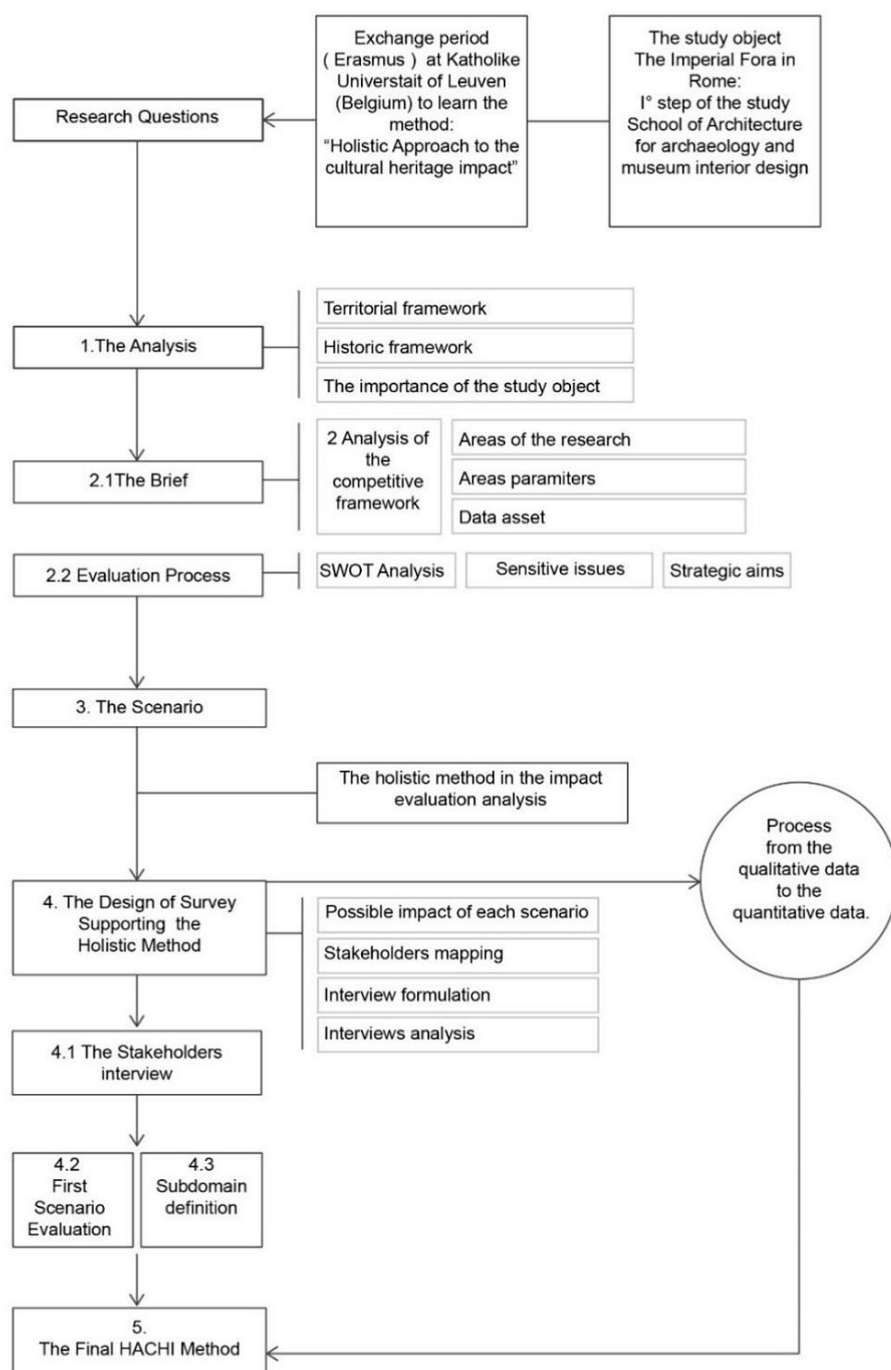 Exchange period
( Erasmus ) at Katholike
Universtait of Leuven
(Belgium) to learn the
method:
“Holistic Approach to the
cultural heritage impact”
The study object
The Imperial Fora in
Rome:
I° step of the study
School of Architecture
for archaeology and
museum interior design
Research Questions
1.The Analysis
Territorial framework
Historic framework
The importance of the study object
2.1The Brief
2 Analysis of
the
competitive
framework
Areas of the research
Areas paramiters
Data asset
2.2 Evaluation Process
SWOT Analysis
Sensitive issues
Strategic aims
3. The Scenario
The holistic method in the impact
evaluation analysis
Process
from the
qualitative data
to the
quantitative data.
4. The Design of Survey
Supporting the
Holistic Method
Possible impact of each scenario
Stakeholders mapping
Interview formulation
Interviews analysis
4.1 The Stakeholders
interview
4.2
First
Scenario
Evaluation
4.3
Subdomain
definition
5.
The Final HACHI Method